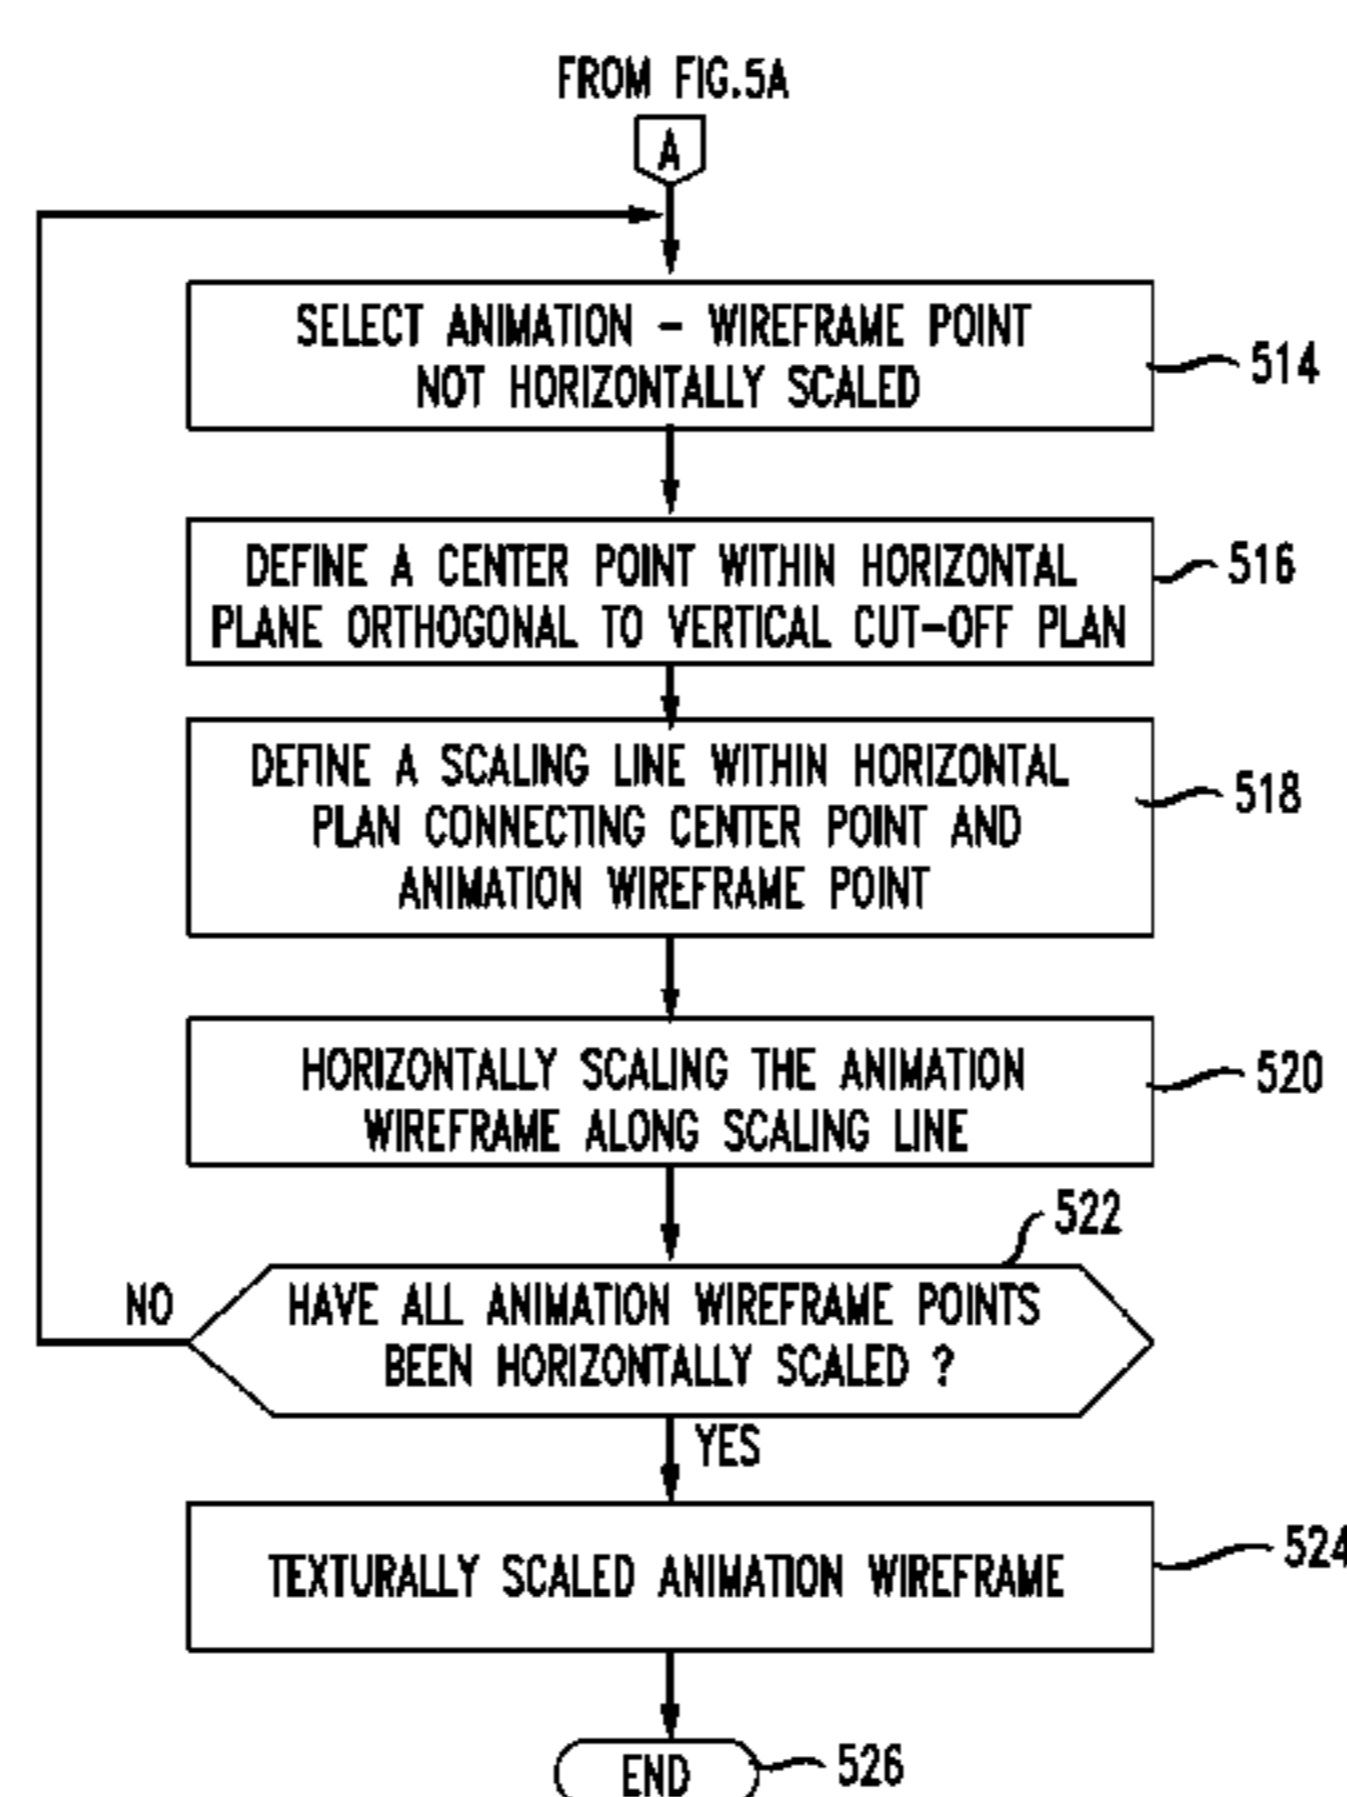 FROM FIG.5A
A
SELECT ANIMATION - WIREFRAME POINT
NOT HORIZONTALLY SCALED
514
DEFINE A CENTER POINT WITHIN HORIZONTAL
PLANE ORTHOGONAL TO VERTICAL CUT-OFF PLAN
516
DEFINE A SCALING LINE WITHIN HORIZONTAL
PLAN CONNECTING CENTER POINT AND
ANIMATION WIREFRAME POINT
518
HORIZONTALLY SCALING THE ANIMATION
WIREFRAME ALONG SCALING LINE
520
522
NO
HAVE ALL ANIMATION WIREFRAME POINTS
BEEN HORIZONTALLY SCALED ?
YES
TEXTURALLY SCALED ANIMATION WIREFRAME
524
END
526